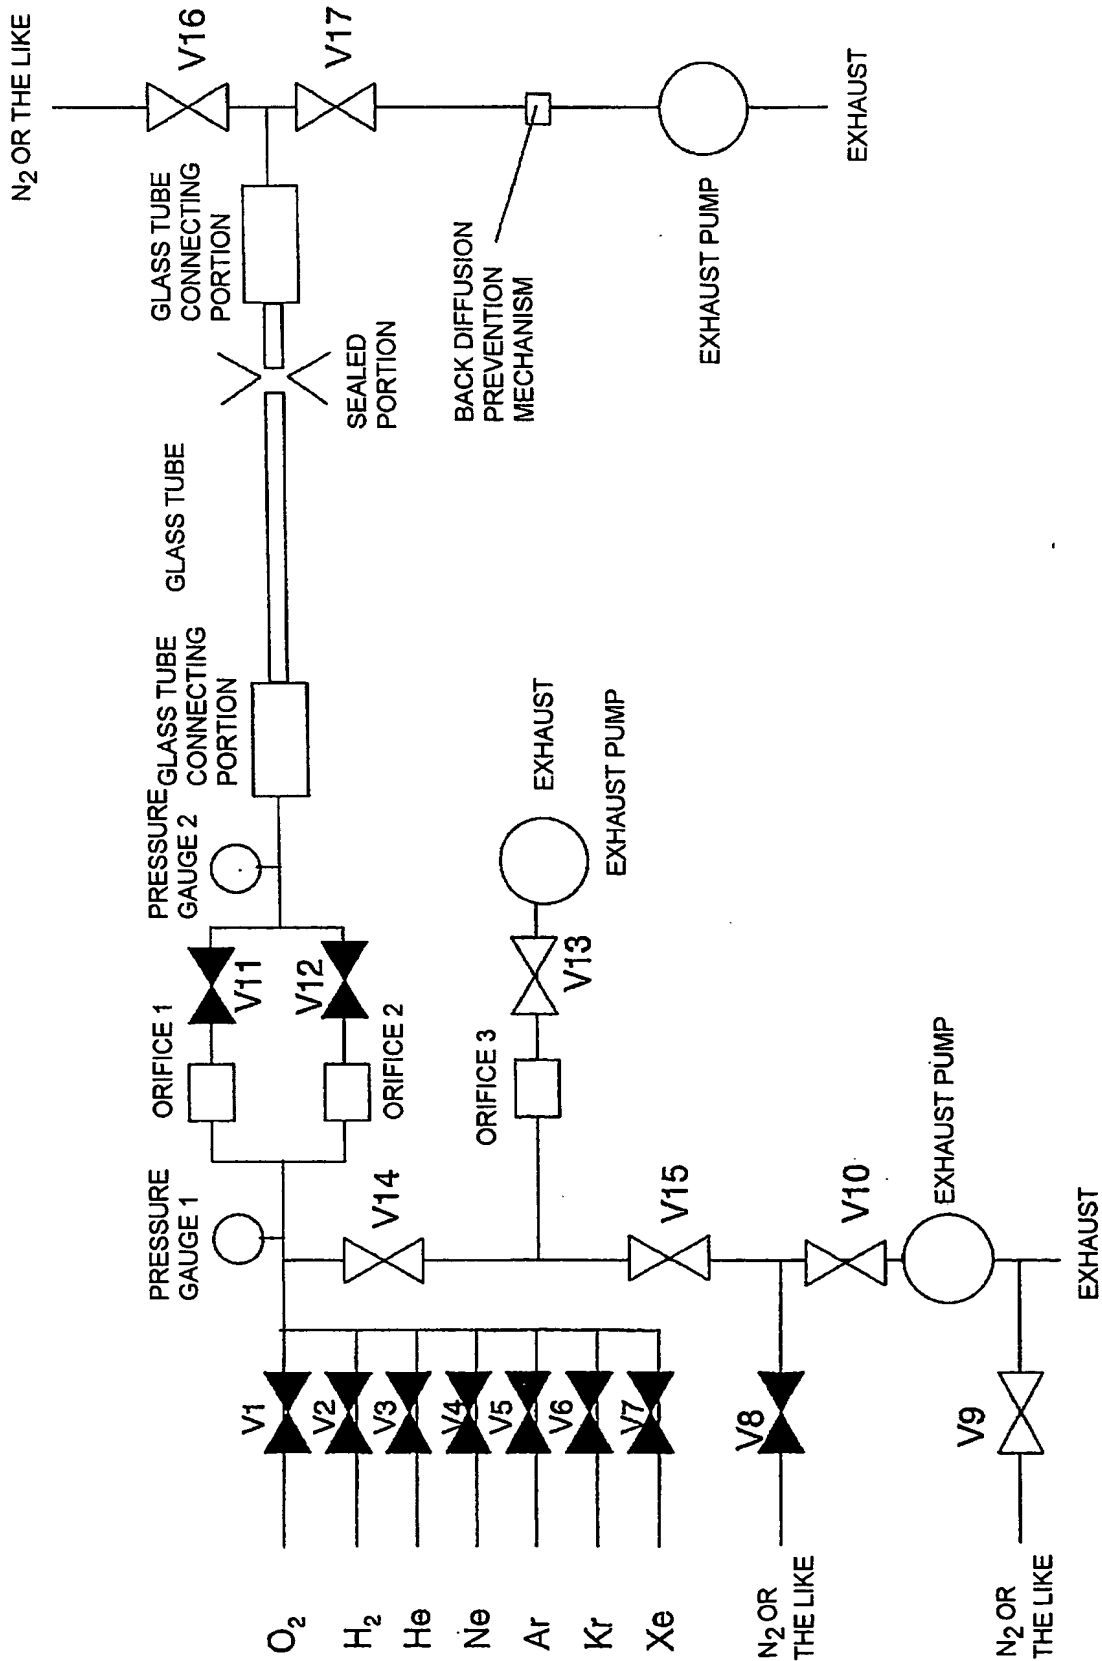 N2 OR THE LIKE
V16
V17
GLASS TUBE
CONNECTING
PORTION
SEALED
PORTION
BACK DIFFUSION
PREVENTION
MECHANISM
EXHAUST PUMP
EXHAUST
GLASS TUBE
GLASS TUBE
CONNECTING
PORTION
PRESSURE
GAUGE 2
V11
V12
ORIFICE 1
ORIFICE 2
EXHAUST
EXHAUST PUMP
V13
ORIFICE 3
PRESSURE
GAUGE 1
V14
V15
V10
EXHAUST PUMP
EXHAUST
V1
V2
V3
V4
V5
V6
V7
V8
V9
O2
H2
He
Ne
Ar
Kr
Xe
N2 OR
THE LIKE
N2 OR
THE LIKE